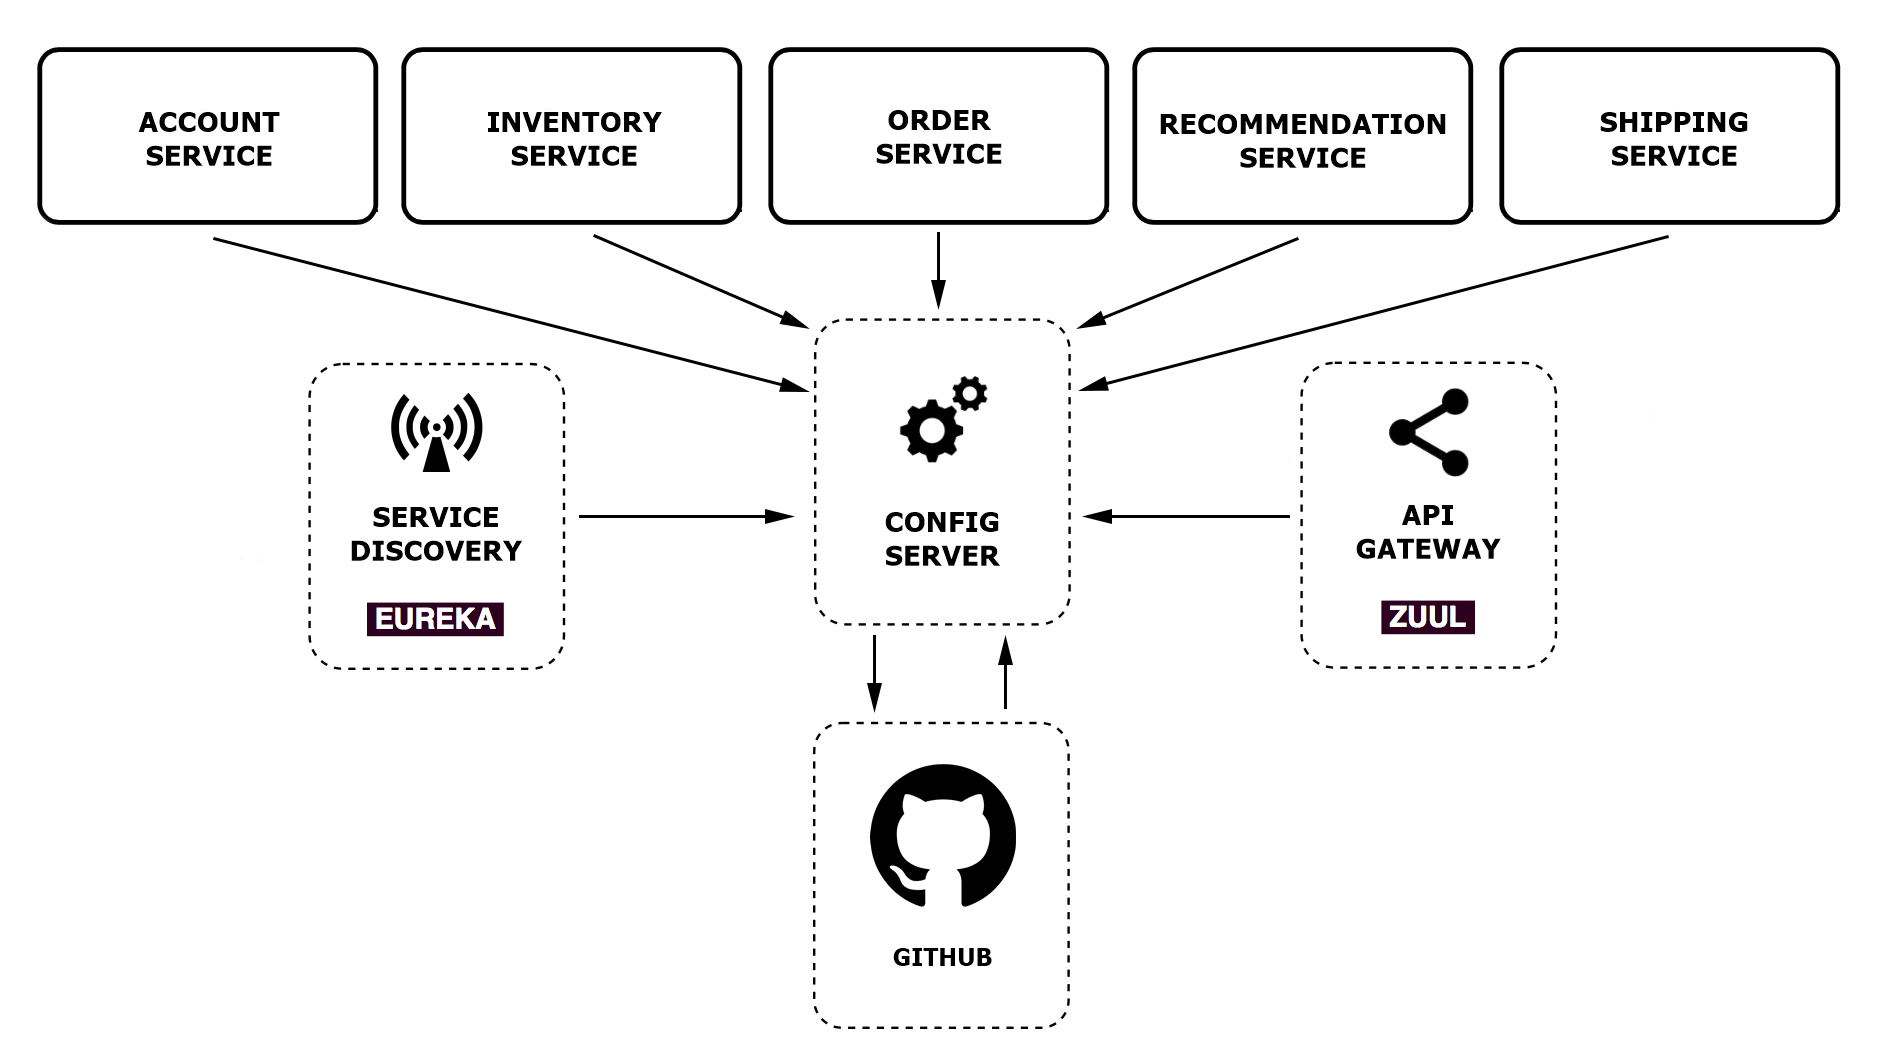 ACCOUNT
SERVICE
INVENTORY
SERVICE
ORDER
SERVICE
RECOMMENDATION
SERVICE
SHIPPING
SERVICE
SERVICE
DISCOVERY
EUREKA
CONFIG
SERVER
API
GATEWAY
ZUUL
GITHUB